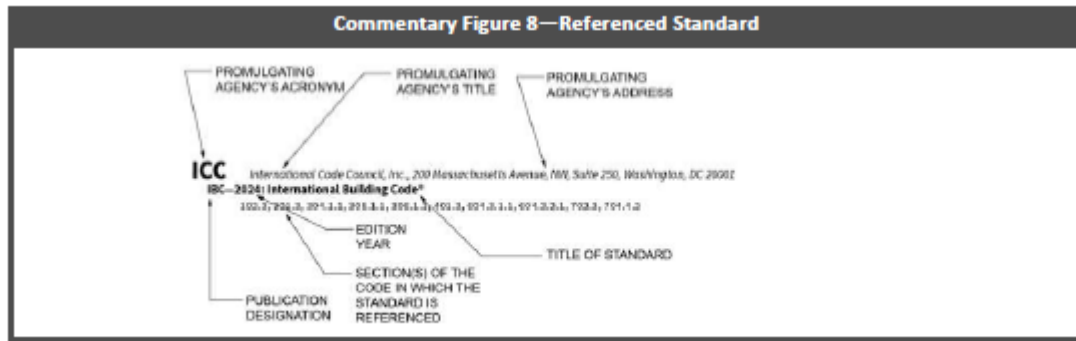 Commentary Figure 8—Referenced Standard
PROMULGATING
AGENCY'S ACRONYM
PROMULGATING
AGENCY'S TITLE
PROMULGATING
AGENCY'S ADDRESS
ICC
International Code Council, Inc., 200 Massachusetts Avenue, NW, Suite 250, Washington, DC 20001
IBC—2024: International Building Code®
EDITION
YEAR
TITLE OF STANDARD
SECTION(S) OF THE
CODE IN WHICH THE
STANDARD IS
REFERENCED
PUBLICATION
DESIGNATION